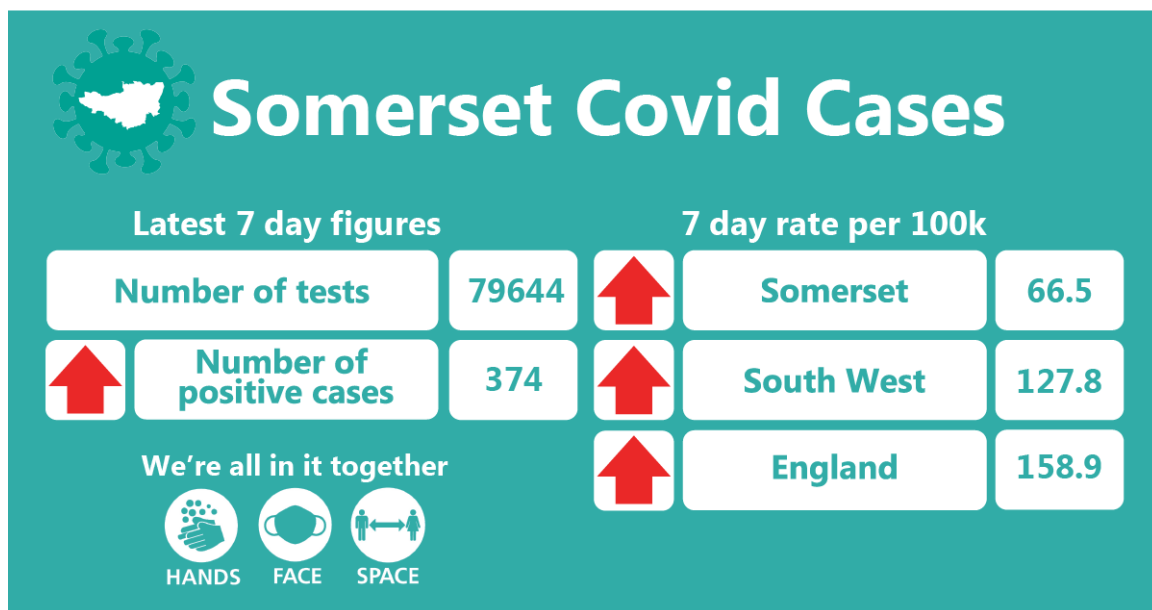 Somerset Covid Cases
Latest 7 day figures
Number of tests
79644
Number of
positive cases
374
We're all in it together
HANDS
FACE
SPACE
7 day rate per 100k
Somerset
66.5
South West
127.8
England
158.9